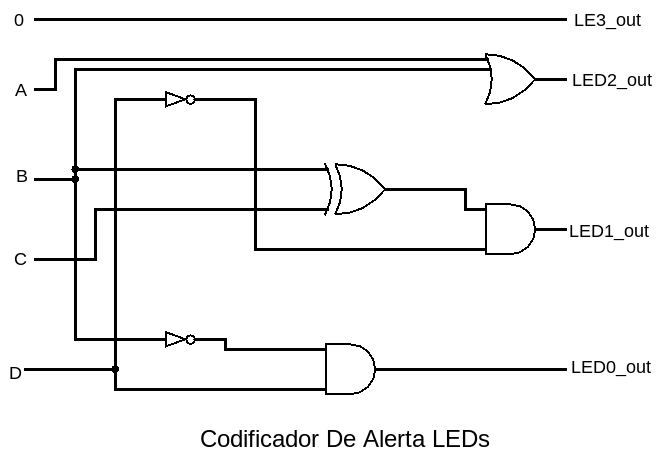 0
LE3_out
A
LED2_out
B
LED1_out
C
D
LED0_out
Codificador De Alerta LEDs